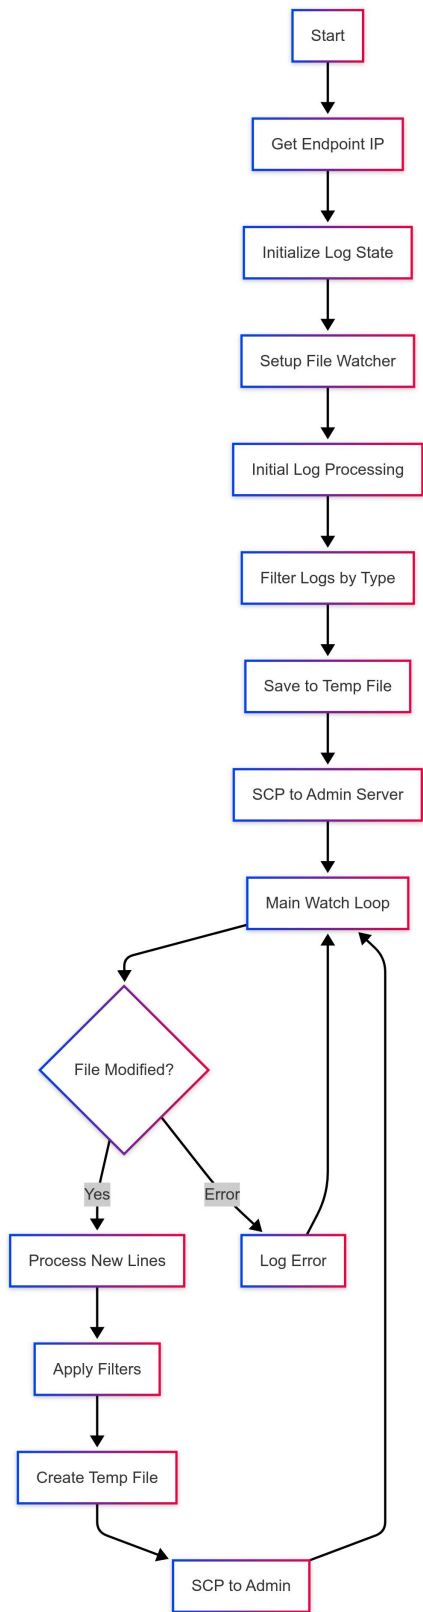 Start
Get Endpoint IP
Initialize Log State
Setup File Watcher
Initial Log Processing
Filter Logs by Type
Save to Temp File
SCP to Admin Server
Main Watch Loop
File Modified?
Yes
Error
Process New Lines
Log Error
Apply Filters
Create Temp File
SCP to Admin